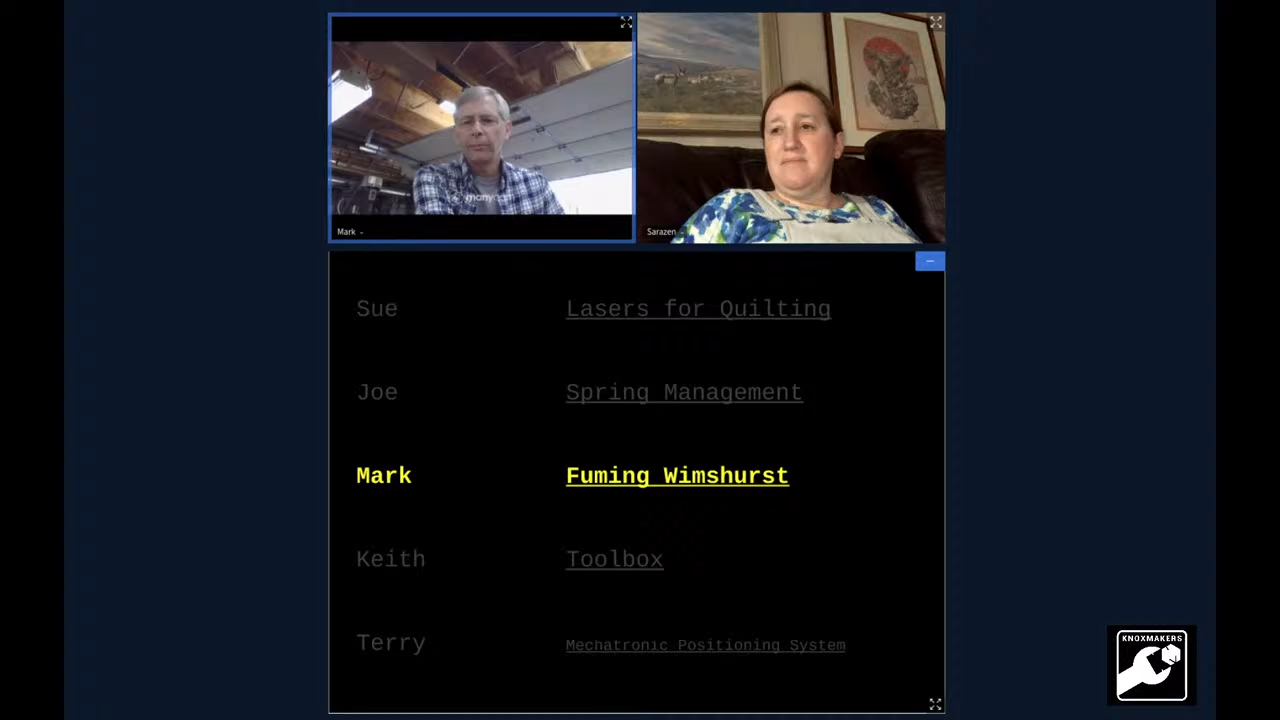 manycam
Mark
Sarazen
Sue Lasers for Quilting
Joe Spring Management
Mark Fuming Wimshurst
Keith Toolbox
Terry Mechatronic Positioning System
KNOXMAKERS